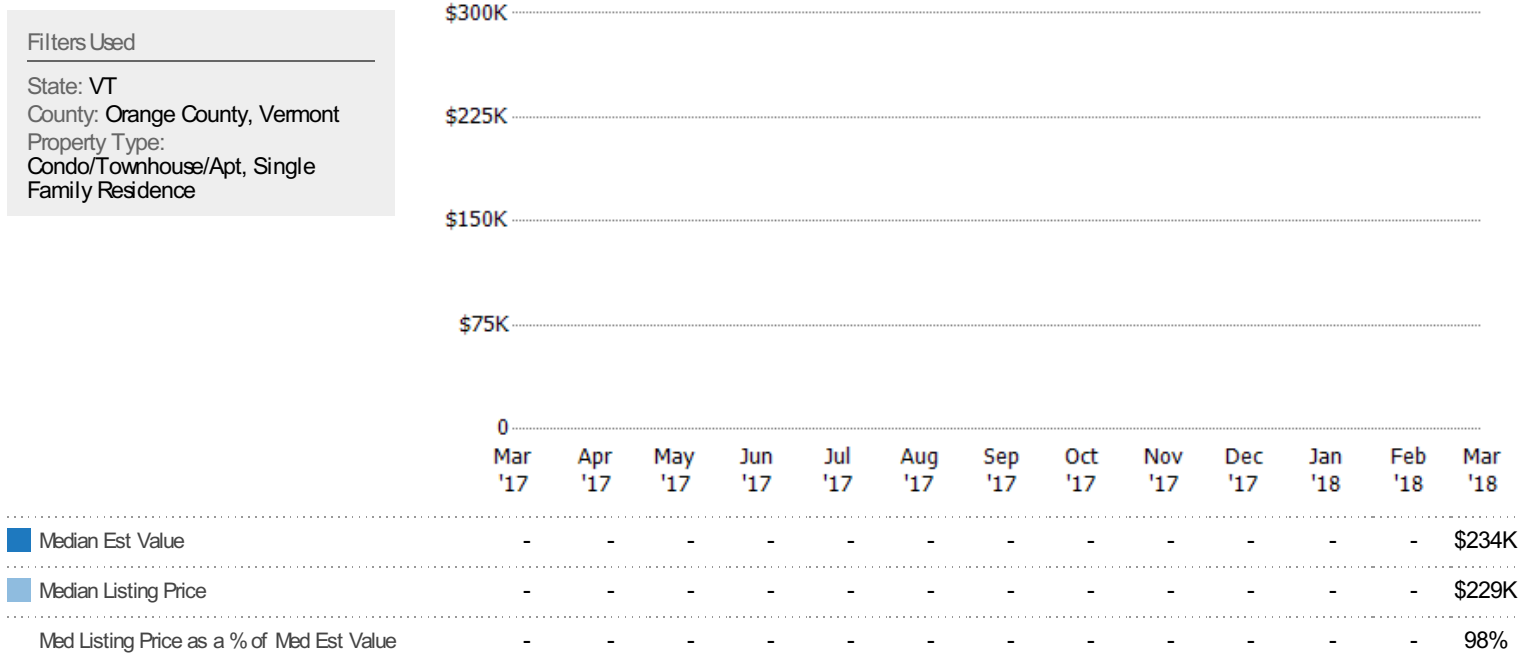 Filters Used
State: VT
County: Orange County, Vermont
Property Type:
Condo/Townhouse/Apt, Single
Family Residence
$300K
$225K
$150K
$75K
0
Mar Apr May Jun Jul Aug Sep Oct Nov Dec Jan Feb Mar
'17 '17 '17 '17 '17 '17 '17 '17 '17 '17 '18 '18 '18
Median Est Value - - - - - - - - - - - - $234K
Median Listing Price - - - - - - - - - - - - $229K
Med Listing Price as a % of Med Est Value - - - - - - - - - - - - 98%